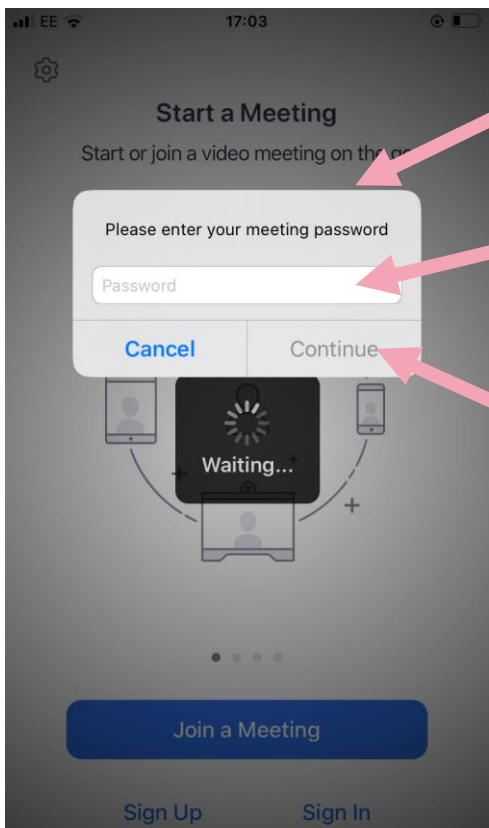 EE 17:03
Start a Meeting
Start or join a video meeting on the go
Please enter your meeting password
Password
Cancel Continue
Waiting...
Join a Meeting
Sign Up Sign In